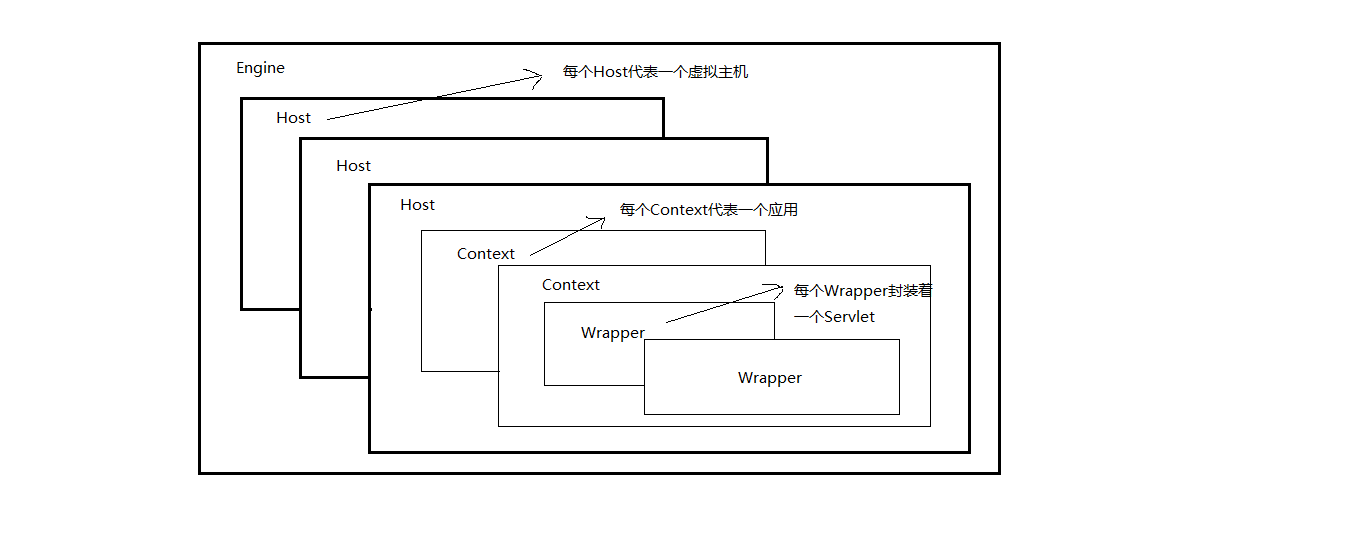 Engine
每个Host代表一个虚拟主机
Host
Host
Host
每个Context代表一个应用
Context
Context
每个Wrapper封装着
一个Servlet
Wrapper
Wrapper